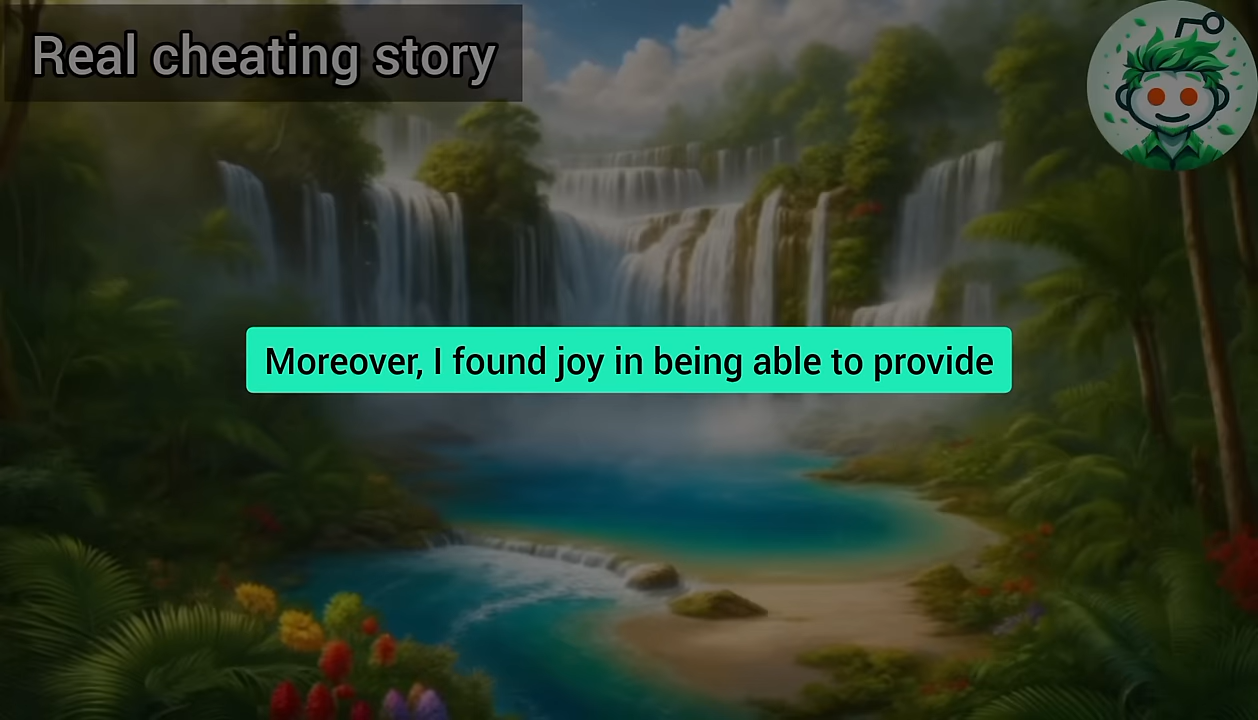 Real cheating story
Moreover, I found joy in being able to provide